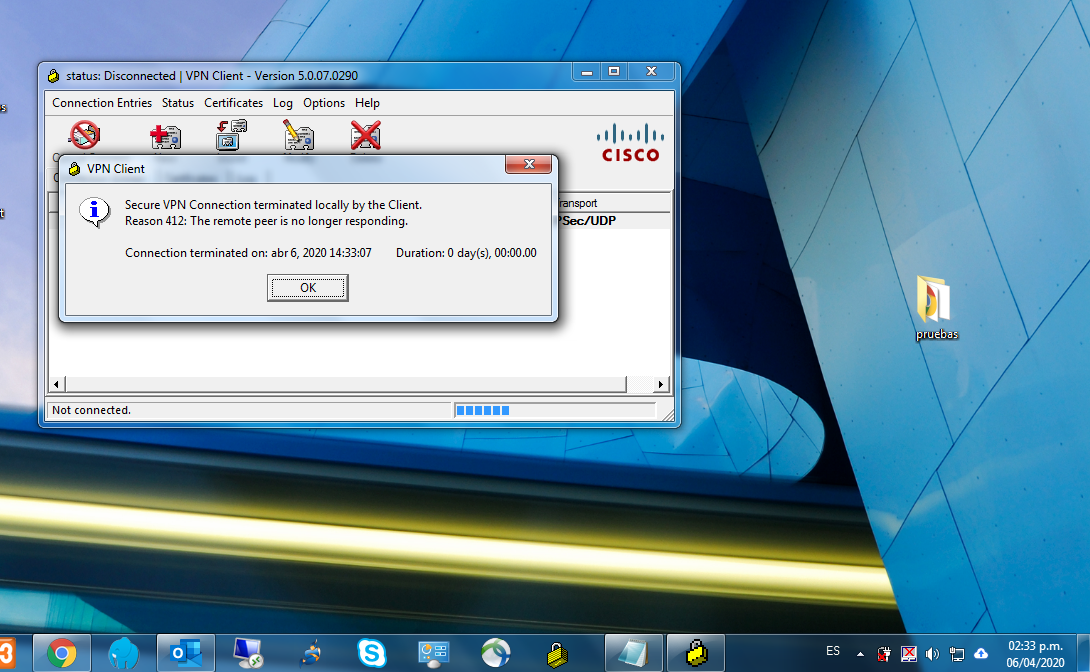 status: Disconnected | VPN Client - Version 5.0.07.0290
Connection Entries Status Certificates Log Options Help
CISCO
VPN Client
Secure VPN Connection terminated locally by the Client.
Reason 412: The remote peer is no longer responding.
Connection terminated on: abr 6, 2020 14:33:07 Duration: 0 day(s), 00:00.00
OK
ransport
PSec/UDP
Not connected.
pruebas
ES
02:33 p.m.
06/04/2020